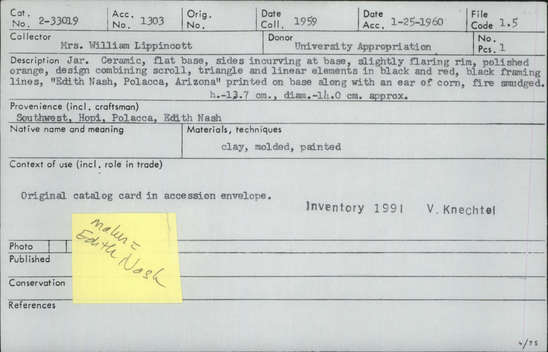 Cat. No. 2-33019 Acc. No. 1303 Orig. No. Date Coll. 1959 Date Acc. 1-25-1960 File Code 1.5
Collector Mrs. William Lippincott Donor University Appropriation No. Pcs. 1
Description Jar. Ceramic, flat base, sides incurving at base, slightly flaring rim, polished
orange, design combining scroll, triangle and linear elements in black and red, black framing
lines, "Edith Nash, Polacca, Arizona" printed on base along with an ear of corn, fire smudged.
h.-13.7 cm., diam.-14.0 cm. approx.
Provenience (incl. craftsman)
Southwest, Hopi, Polacca, Edith Nash
Native name and meaning Materials, techniques
clay, molded, painted
Context of use (incl. role in trade)
Original catalog card in accession envelope.
Inventory 1991 V. Knechtel
maker =
Edith Nash
Photo
Published
Conservation
References
4/75